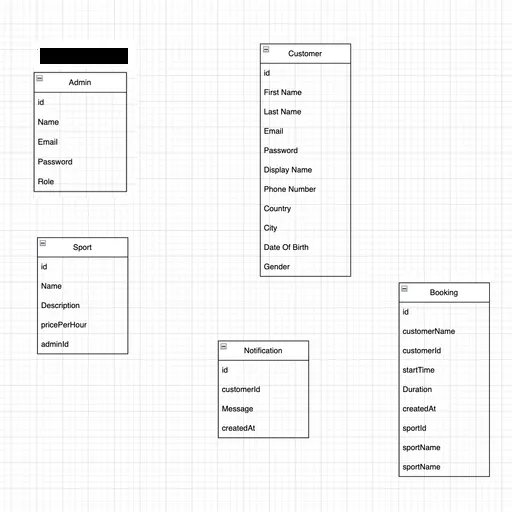 Admin
id
Name
Email
Password
Role
Customer
id
First Name
Last Name
Email
Password
Display Name
Phone Number
Country
City
Date Of Birth
Gender
Sport
id
Name
Description
pricePerHour
adminId
Notification
id
customerId
Message
createdAt
Booking
id
customerName
customerId
startTime
Duration
createdAt
sportId
sportName
sportName